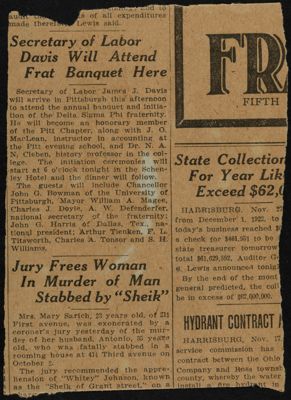 audit of all expenditures
made there Lewis said.
Secretary of Labor
Davis Will Attend
Frat Banquet Here
Secretary of Labor James J. Davis
will arrive in Pittsburgh this afternoon
to attend the annual banquet and initia-
tion of the Delta Sigma Phi fraternity.
He will become an honorary member
of the Pitt Chapter, along with J. O.
MacLean, instructor in accounting at
the Pitt evening school, and Dr. N. A.
N. Cleben, history professor in the col-
lege. The initiation ceremonies will
start at 6 o'clock tonight in the Schen-
ley Hotel and the dinner will follow.
The guests will include Chancellor
John G. Bowman of the University of
Pittsburgh, Mayor William A. Magee,
Charles J. Doyle, A. W. Defenderfer,
national secretary of the fraternity;
John G. Harris of Dallas, Tex., na-
tional president; Arthur F. H.
Titsworth, Charles A. Tonsor and S. H.
Williams.
Jury Frees Woman
In Murder of Man
Stabbed by "Sheik"
Mrs. Mary Sarich, 23 years old, of 231
First avenue, was exonerated by a
coroner's jury yesterday of the mur-
der of her husband, Antonio, 35 years
old, who was fatally stabbed in a
rooming house at 431 Third avenue on
October
The jury recommended the appre-
hension of "Whitey" Johnson, known
as the "Sheik of Grant street," on a
FRA
FIFTH
State Collection
For Year Lik
Exceed $62,0
HARRISBURG, Nov. 2
from December 1, 1922, to
today's business reached
a check for $461,951 to be
state treasurer tomorrow
total $61,629,592, Auditor G
s. Lewis announced tonight
By the end of the most
general predicted, the coll
be in excess of $62,000,000.
HYDRANT CONTRACT
HARRISBURG, Nov. 17
service commission has
contract between the Ohio
Company and Ross towns
county, whereby the water
install a fire hydrant in